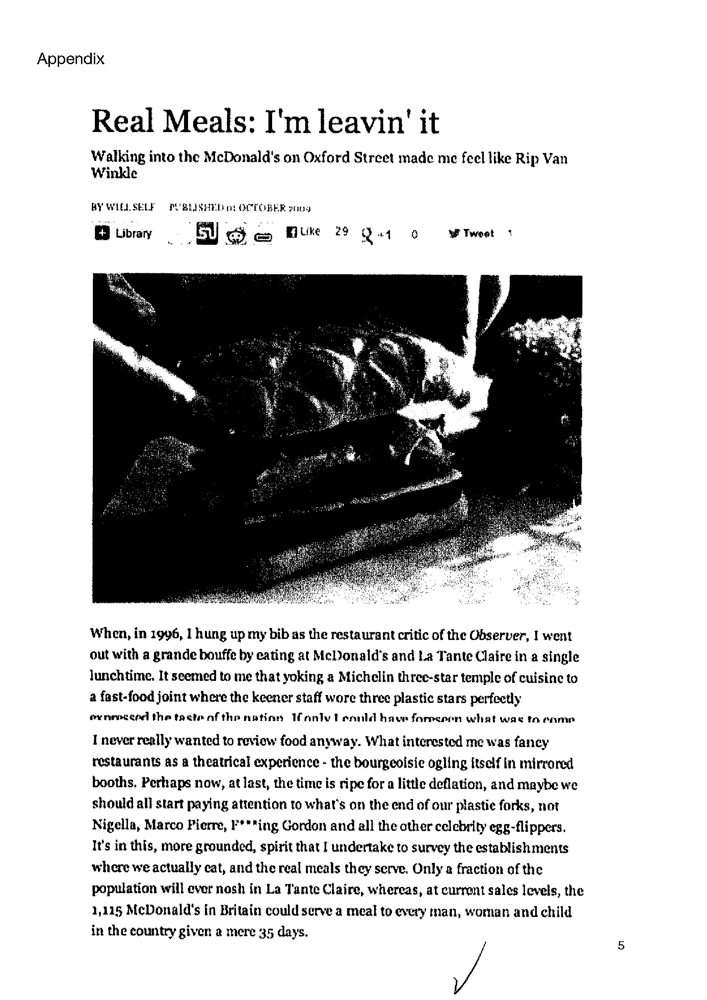 Appendix
Real Meals: I'm leavin' it
Walking into the McDonald's on Oxford Street made me feel like Rip Van
Winkle
BY WILL SELF PUBLISHED 01 OCTOBER 2009
Library Like 29 +1 0 Tweet 1
When, in 1996, I hung up my bib as the restaurant critic of the Observer, I went
out with a grande bouffe by eating at McDonald's and La Tante Claire in a single
lunchtime. It seemed to me that yoking a Michelin three-star temple of cuisine to
a fast-food joint where the keener staff wore three plastic stars perfectly
expressed the taste of the nation If only I could have foreseen what was to come
I never really wanted to review food anyway. What interested me was fancy
restaurants as a theatrical experience - the bourgeoisie ogling itself in mirrored
booths. Perhaps now, at last, the time is ripe for a little deflation, and maybe we
should all start paying attention to what's on the end of our plastic forks, not
Nigella, Marco Pierre, F***ing Gordon and all the other celebrity egg-flippers.
It's in this, more grounded, spirit that I undertake to survey the establishments
where we actually eat, and the real meals they serve. Only a fraction of the
population will ever nosh in La Tante Claire, whereas, at current sales levels, the
1,115 McDonald's in Britain could serve a meal to every man, woman and child
in the country given a mere 35 days.
5